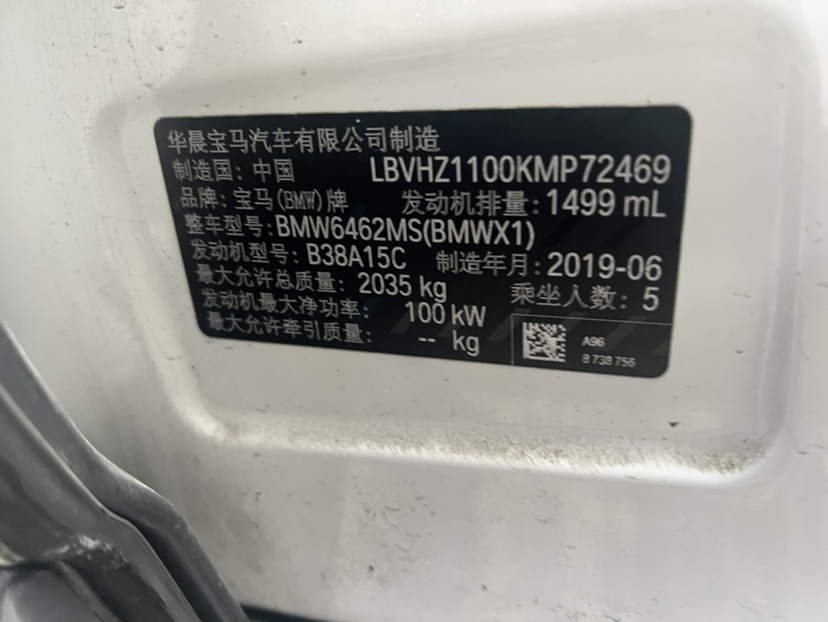 华晨宝马汽车有限公司制造
制造国: 中国 LBVHZ1100KMP72469
品牌: 宝马(BMW)牌 发动机排量: 1499 mL
整车型号: BMW6462MS(BMWX1)
发动机型号: B38A15C 制造年月: 2019-06
最大允许总质量: 2035 kg 乘坐人数: 5
发动机最大净功率: 100 kW
最大允许牵引质量: -- kg
A96
8 738 756